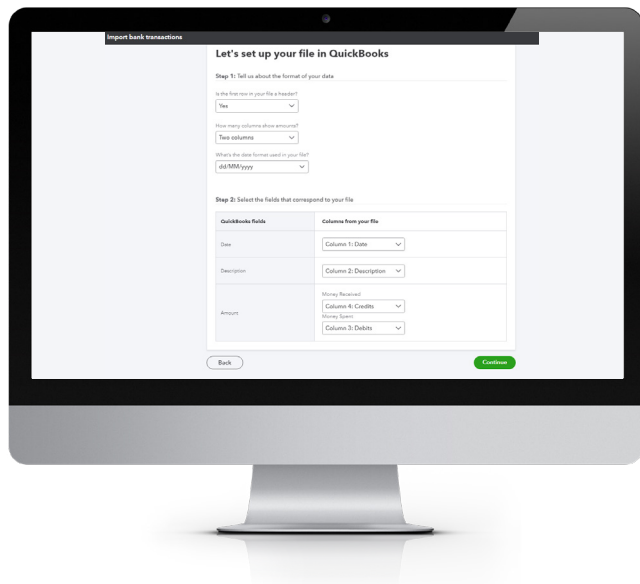 Import bank transactions
Let's set up your file in QuickBooks
Step 1: Tell us about the format of your data
Is the first row in your file a header?
Yes
How many columns show amounts?
Two columns
What's the date format used in your file?
dd/MM/yyyy
Step 2: Select the fields that correspond to your file
QuickBooks fields Columns from your file
Date Column 1: Date
Description Column 2: Description
Money Received
Column 4: Credits
Amount
Money Spent
Column 3: Debits
Back Continue